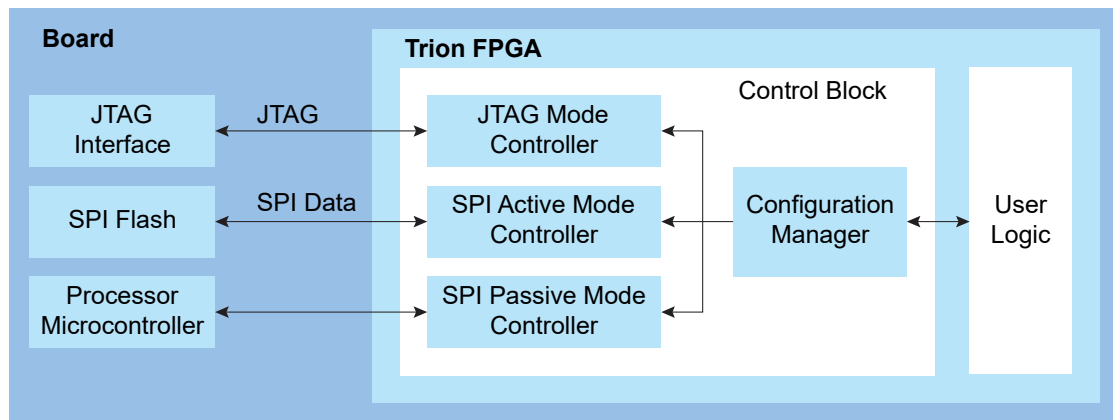 Board
Trion FPGA
Control Block
JTAG
Interface
JTAG
JTAG Mode
Controller
SPI Flash
SPI Data
SPI Active Mode
Controller
Configuration
Manager
User
Logic
Processor
Microcontroller
SPI Passive Mode
Controller